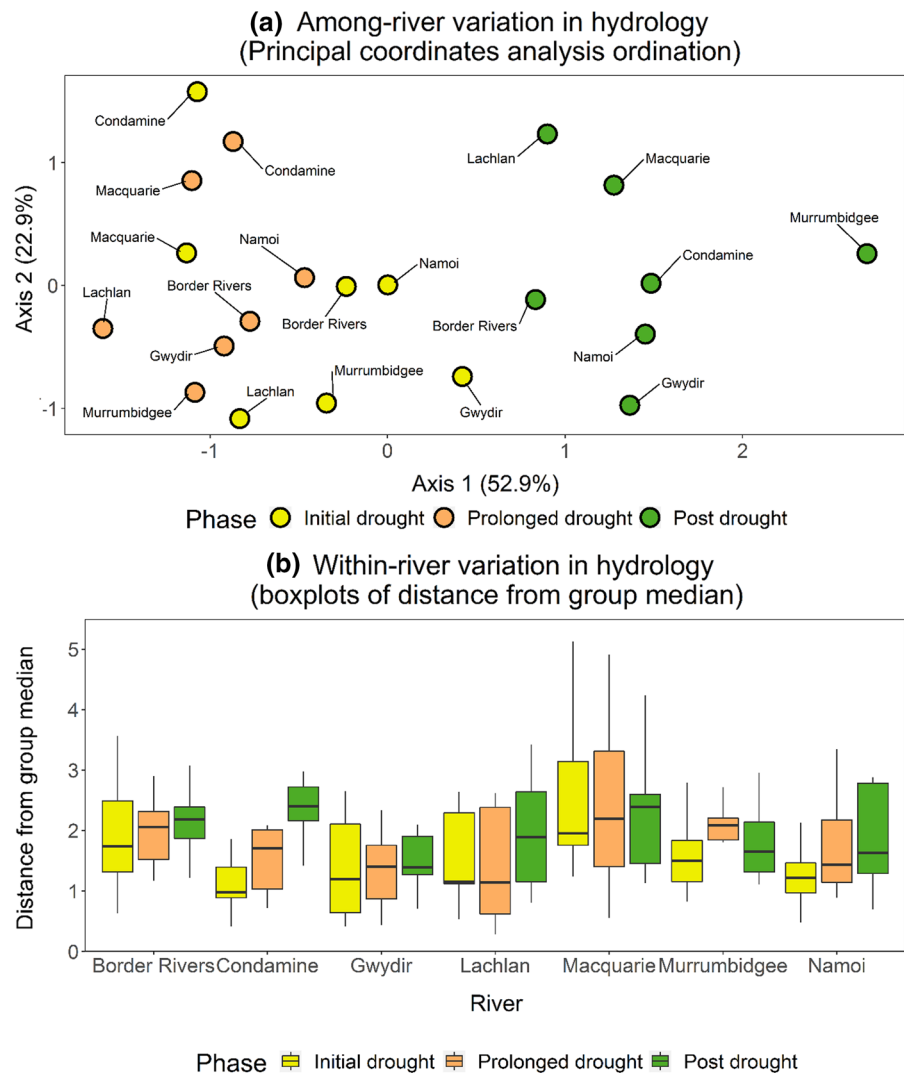 (a) Among-river variation in hydrology
(Principal coordinates analysis ordination)
Axis 2 (22.9%)
1
0
-1
Condamine
Condamine
Macquarie
Macquarie
Namoi
Namoi
Lachlan
Border Rivers
Border Rivers
Gwydir
Murrumbidgee
Lachlan
Murrumbidgee
Gwydir
Lachlan
Macquarie
Murrumbidgee
Condamine
Border Rivers
Namoi
Gwydir
-1 0 1 2
Axis 1 (52.9%)
Phase Initial drought Prolonged drought Post drought
(b) Within-river variation in hydrology
(boxplots of distance from group median)
Distance from group median
5
4
3
2
1
0
Border Rivers Condamine Gwydir Lachlan Macquarie Murrumbidgee Namoi
River
Phase Initial drought Prolonged drought Post drought